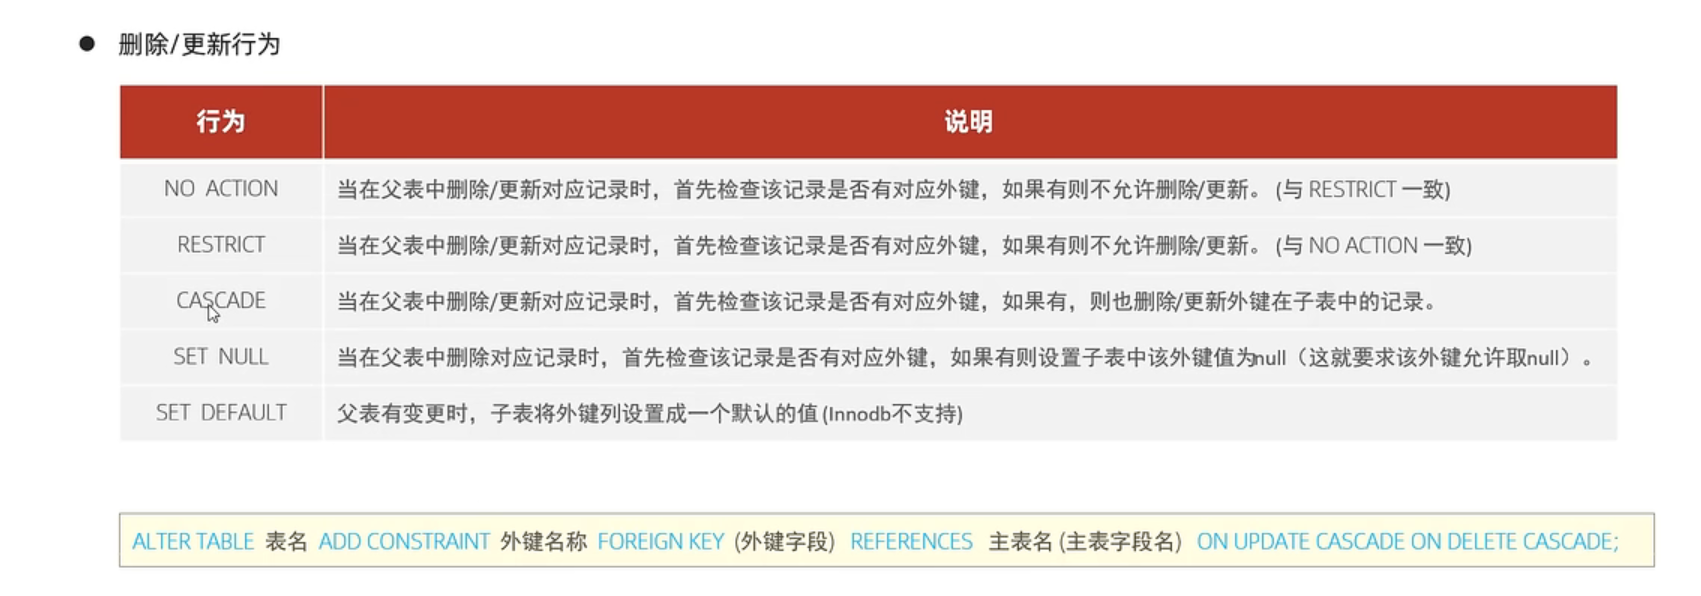 ● 删除/更新行为
行为 说明
NO ACTION 当在父表中删除/更新对应记录时，首先检查该记录是否有对应外键，如果有则不允许删除/更新。 (与 RESTRICT 一致)
RESTRICT 当在父表中删除/更新对应记录时，首先检查该记录是否有对应外键，如果有则不允许删除/更新。 (与 NO ACTION 一致)
CASCADE 当在父表中删除/更新对应记录时，首先检查该记录是否有对应外键，如果有，则也删除/更新外键在子表中的记录。
SET NULL 当在父表中删除对应记录时，首先检查该记录是否有对应外键，如果有则设置子表中该外键值为null（这就要求该外键允许取null）。
SET DEFAULT 父表有变更时，子表将外键列设置成一个默认的值 (Innodb不支持)
ALTER TABLE 表名 ADD CONSTRAINT 外键名称 FOREIGN KEY (外键字段) REFERENCES 主表名 (主表字段名) ON UPDATE CASCADE ON DELETE CASCADE;